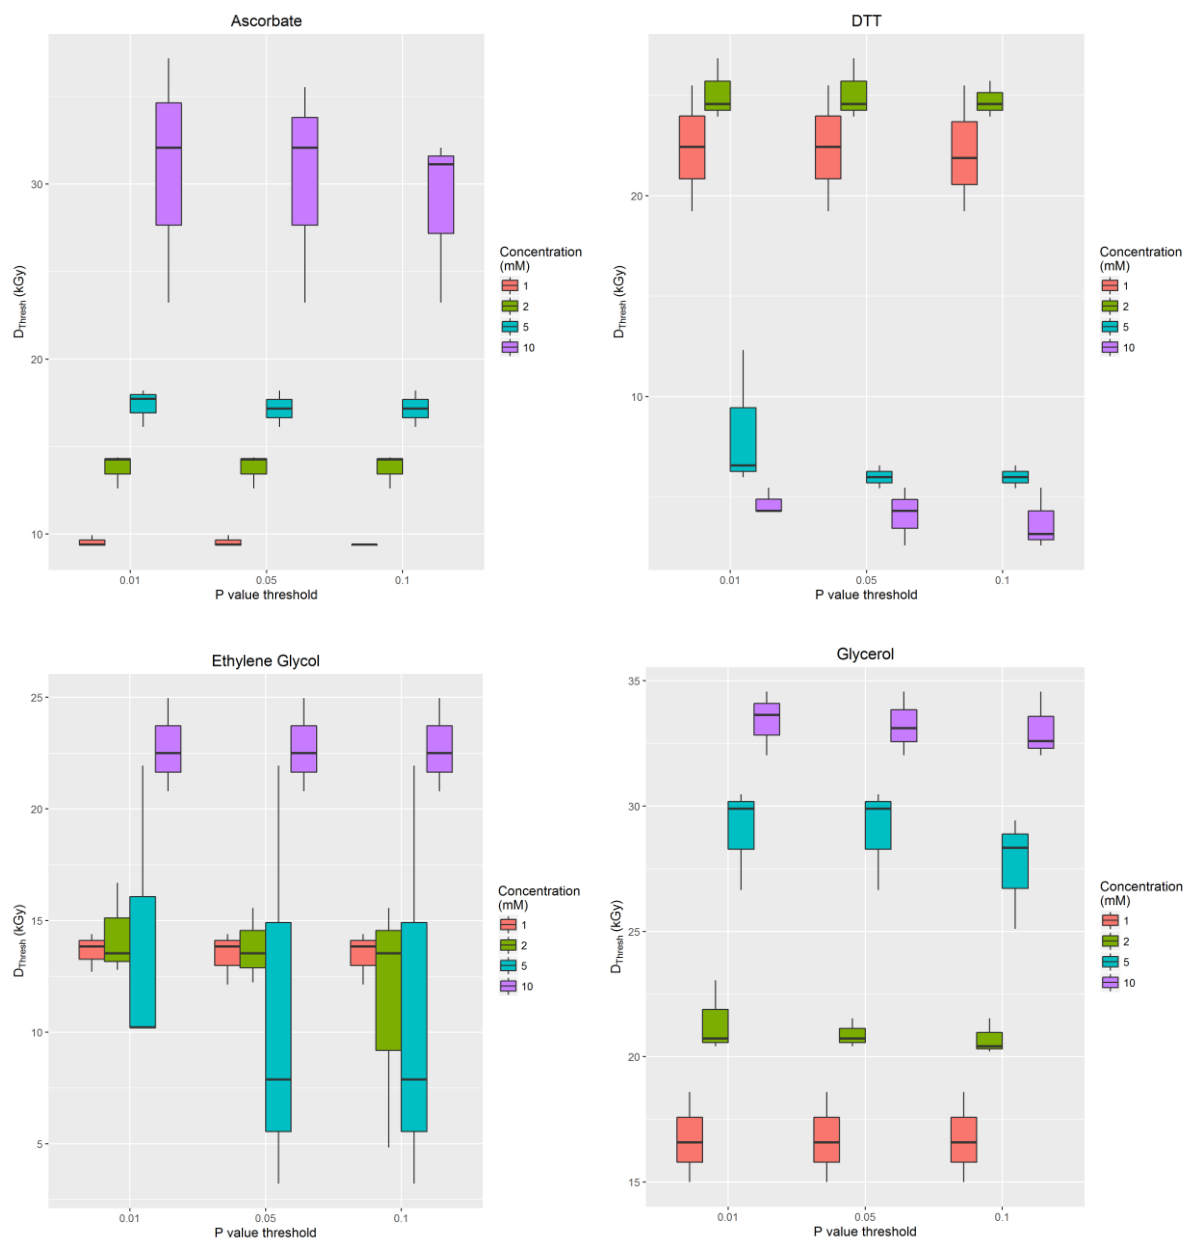 Ascorbate
D_Thresh (kGy)
30
20
10
0.01
0.05
0.1
P value threshold
Concentration
(mM)
1
2
5
10
DTT
D_Thresh (kGy)
20
10
0.01
0.05
0.1
P value threshold
Concentration
(mM)
1
2
5
10
Ethylene Glycol
D_Thresh (kGy)
25
20
15
10
5
0.01
0.05
0.1
P value threshold
Concentration
(mM)
1
2
5
10
Glycerol
D_Thresh (kGy)
35
30
25
20
15
0.01
0.05
0.1
P value threshold
Concentration
(mM)
1
2
5
10